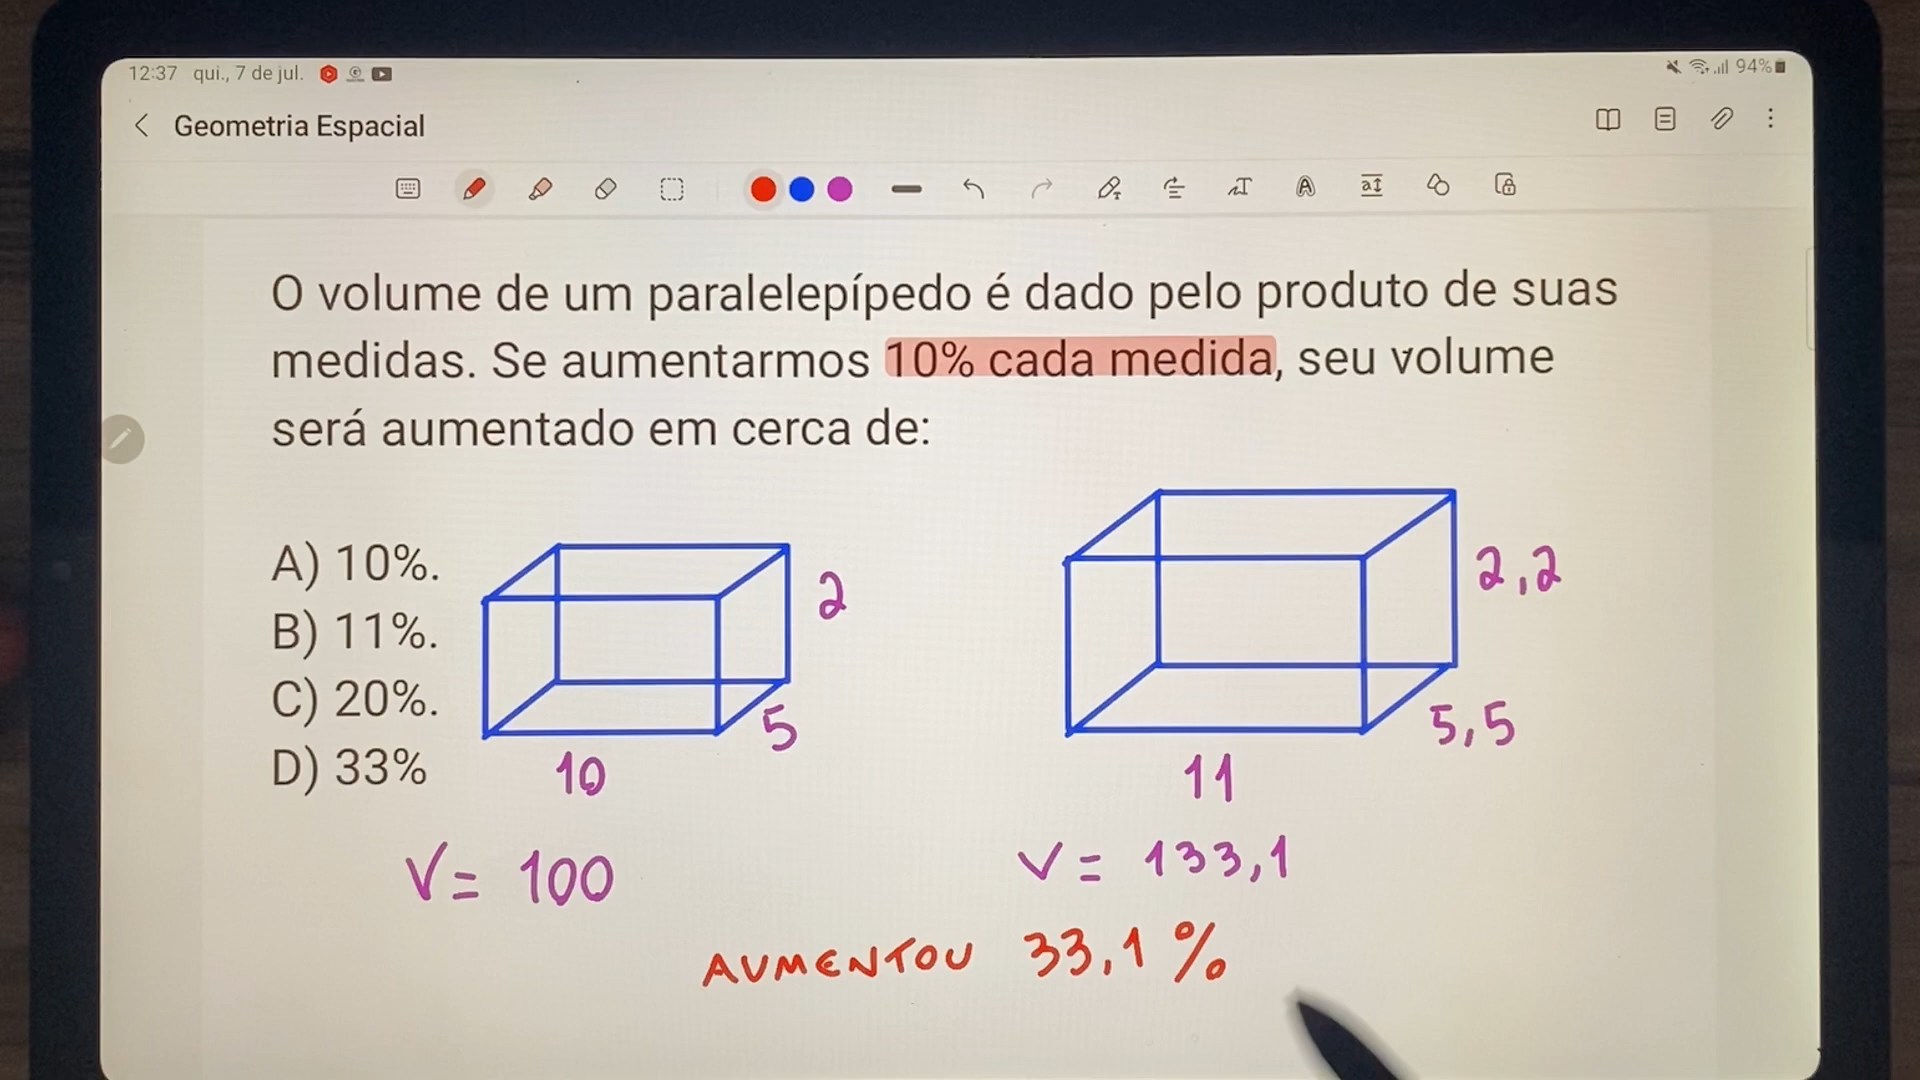 12:37 qui., 7 de jul.
94%
Geometria Espacial
O volume de um paralelepípedo é dado pelo produto de suas
medidas. Se aumentarmos 10% cada medida, seu volume
será aumentado em cerca de:
A) 10%.
B) 11%.
C) 20%.
D) 33%
2
5
10
2,2
5,5
11
V= 100
V= 133,1
AUMENTOU 33,1 %